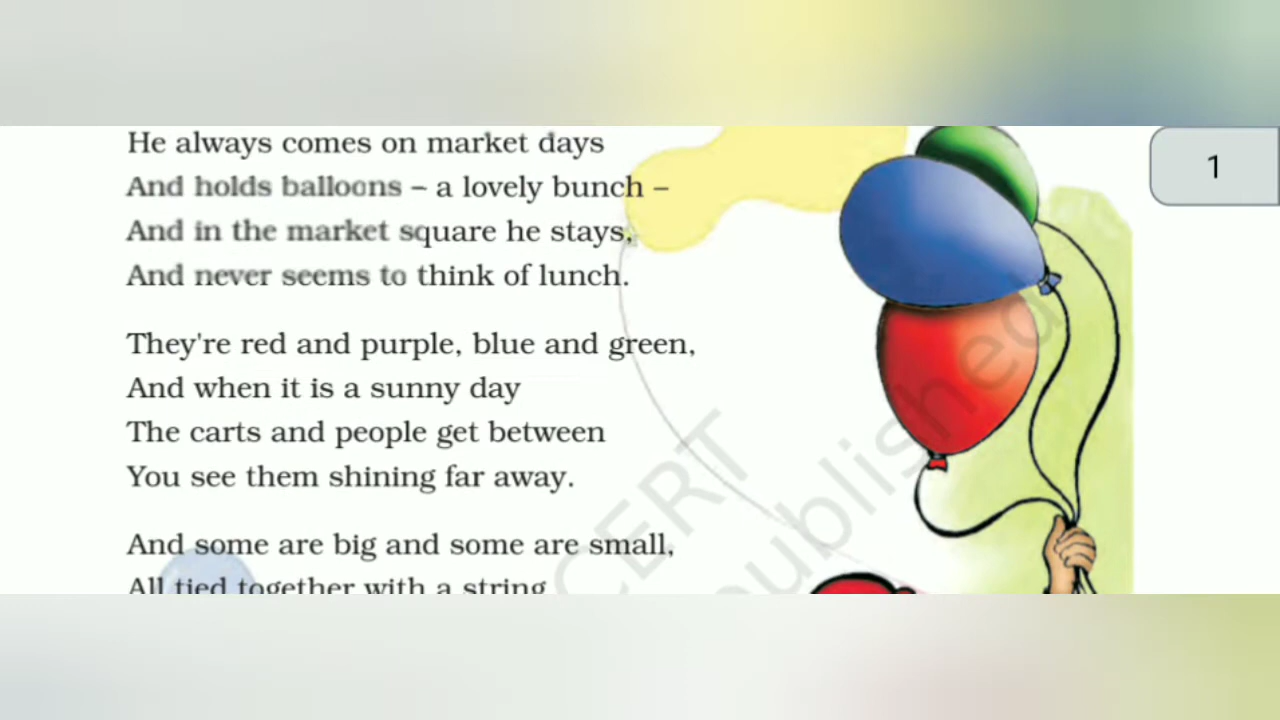 He always comes on market days
And holds balloons – a lovely bunch –
And in the market square he stays,
And never seems to think of lunch.
They're red and purple, blue and green,
And when it is a sunny day
The carts and people get between
You see them shining far away.
And some are big and some are small,
All tied together with a string
1
CERT
published